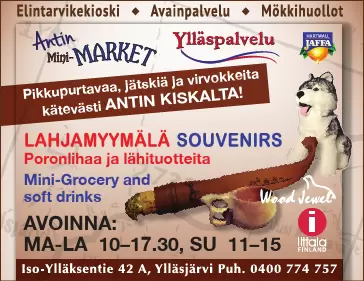 Elintarvikekioski ◆ Avainpalvelu ◆ Mökkihuollot
Antin
Mini-MARKET
Ylläspalvelu
HARTWALL
JAFFA
Pikkupurtavaa, jätskiä ja virvokkeita
kätevästi ANTIN KISKALTA!
LAHJAMYYMÄLÄ SOUVENIRS
Poronlihaa ja lähituotteita
Mini-Grocery and
soft drinks
Wood Jewel
AVOINNA:
MA-LA 10–17.30, SU 11–15
i
iittala
FINLAND
Iso-Ylläksentie 42 A, Ylläsjärvi Puh. 0400 774 757